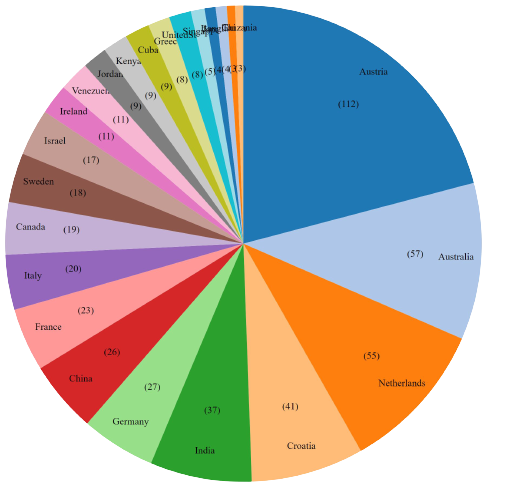 Austria
(112)
Australia
(57)
Netherlands
(55)
Croatia
(41)
India
(37)
Germany
(27)
China
(26)
France
(23)
Italy
(20)
Canada
(19)
Sweden
(18)
Israel
(17)
Ireland
(11)
Venezuela
(11)
Jordan
(9)
Kenya
(9)
Cuba
(9)
Greece
(8)
(8)
(5)
(4)
(4)
(3)
(3)